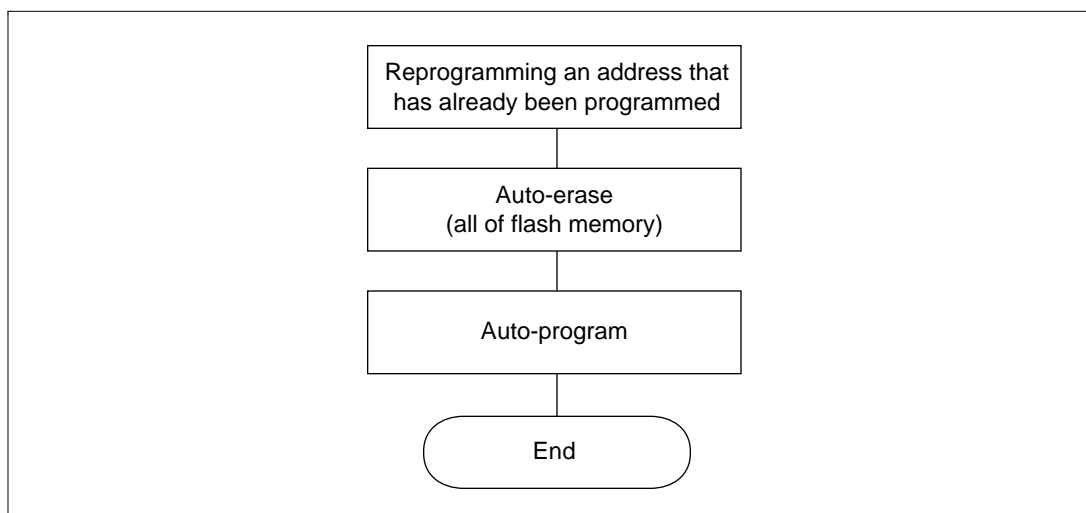 Reprogramming an address that
has already been programmed
Auto-erase
(all of flash memory)
Auto-program
End